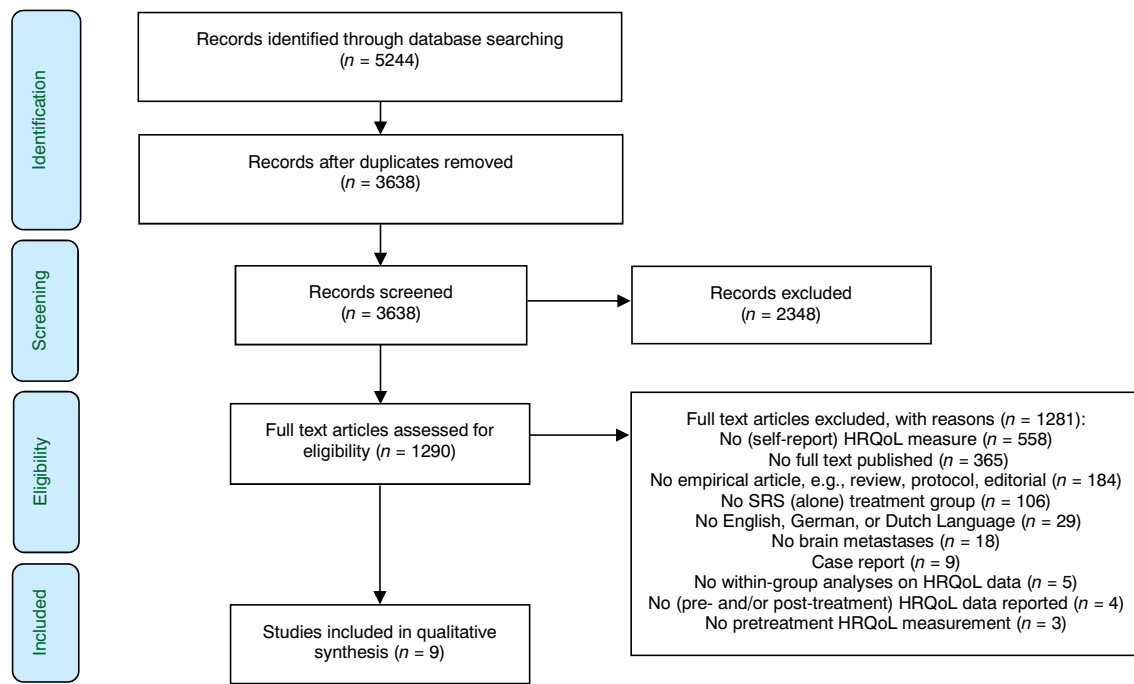 Identification
Records identified through database searching
(n = 5244)
Records after duplicates removed
(n = 3638)
Screening
Records screened
(n = 3638)
Records excluded
(n = 2348)
Eligibility
Full text articles assessed for
eligibility (n = 1290)
Full text articles excluded, with reasons (n = 1281):
No (self-report) HRQoL measure (n = 558)
No full text published (n = 365)
No empirical article, e.g., review, protocol, editorial (n = 184)
No SRS (alone) treatment group (n = 106)
No English, German, or Dutch Language (n = 29)
No brain metastases (n = 18)
Case report (n = 9)
No within-group analyses on HRQoL data (n = 5)
No (pre- and/or post-treatment) HRQoL data reported (n = 4)
No pretreatment HRQoL measurement (n = 3)
Included
Studies included in qualitative
synthesis (n = 9)